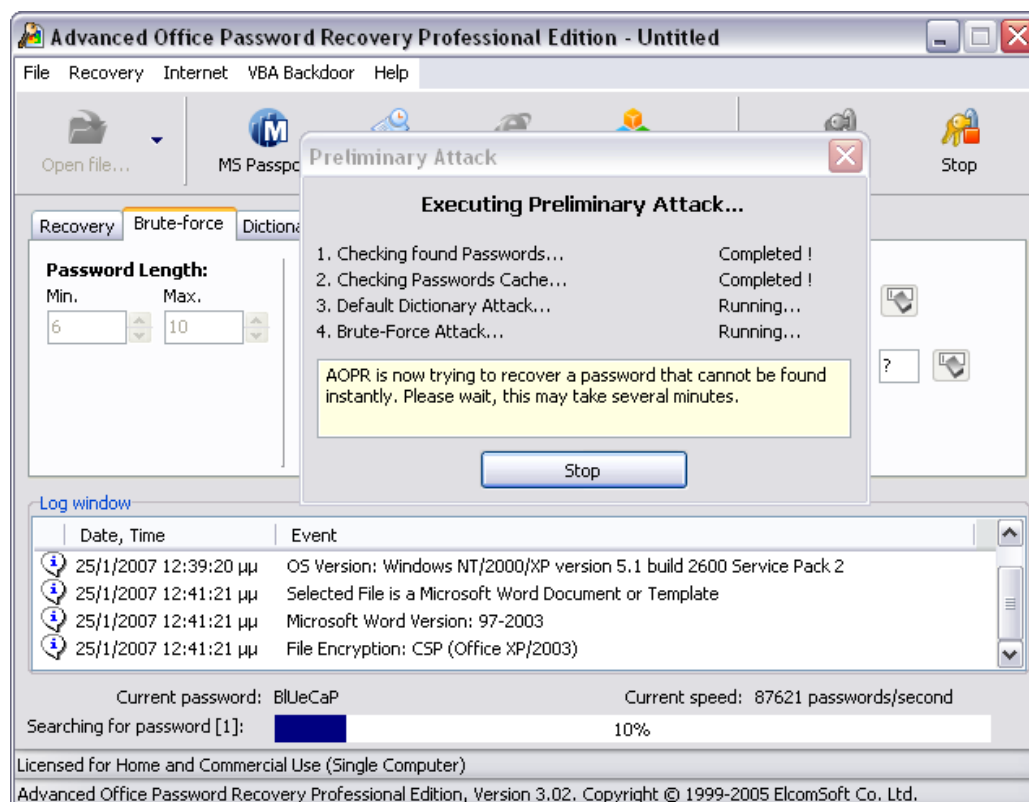 Advanced Office Password Recovery Professional Edition - Untitled
File Recovery Internet VBA Backdoor Help
Open file... MS Passpo Stop
Preliminary Attack
Executing Preliminary Attack...
1. Checking found Passwords... Completed !
2. Checking Passwords Cache... Completed !
3. Default Dictionary Attack... Running...
4. Brute-Force Attack... Running...
AOPR is now trying to recover a password that cannot be found
instantly. Please wait, this may take several minutes.
Stop
Recovery Brute-force Dictiona
Password Length:
Min. Max.
6 10
?
Log window
Date, Time Event
25/1/2007 12:39:20 μμ OS Version: Windows NT/2000/XP version 5.1 build 2600 Service Pack 2
25/1/2007 12:41:21 μμ Selected File is a Microsoft Word Document or Template
25/1/2007 12:41:21 μμ Microsoft Word Version: 97-2003
25/1/2007 12:41:21 μμ File Encryption: CSP (Office XP/2003)
Current password: BlUeCaP Current speed: 87621 passwords/second
Searching for password [1]: 10%
Licensed for Home and Commercial Use (Single Computer)
Advanced Office Password Recovery Professional Edition, Version 3.02. Copyright © 1999-2005 ElcomSoft Co. Ltd.